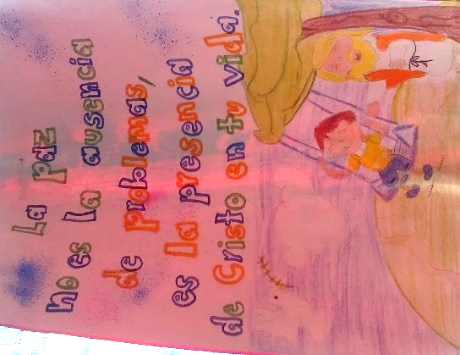 La paz
no es la ausencia
de problemas,
es la presencia
de Cristo en tu vida.